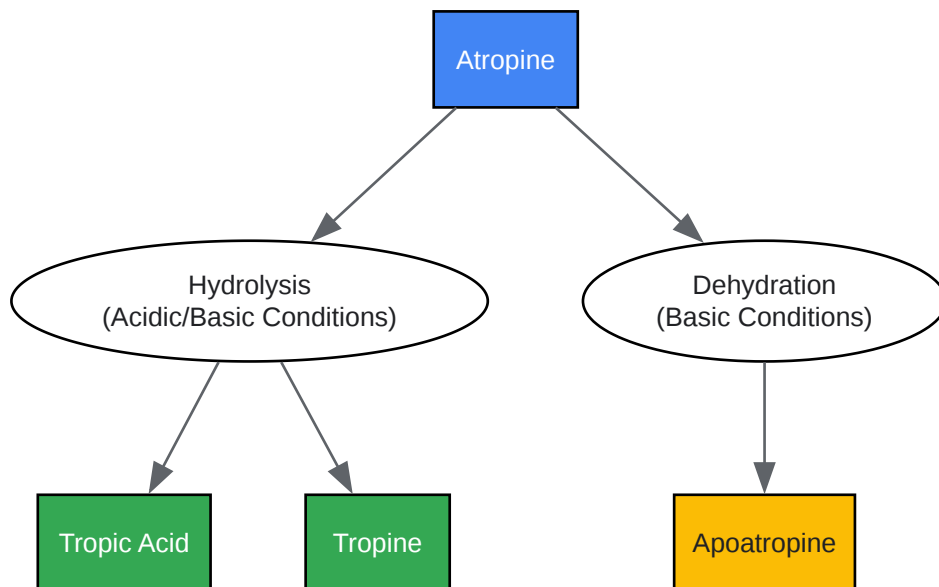 Atropine
Hydrolysis
(Acidic/Basic Conditions)
Dehydration
(Basic Conditions)
Tropic Acid
Tropine
Apoatropine